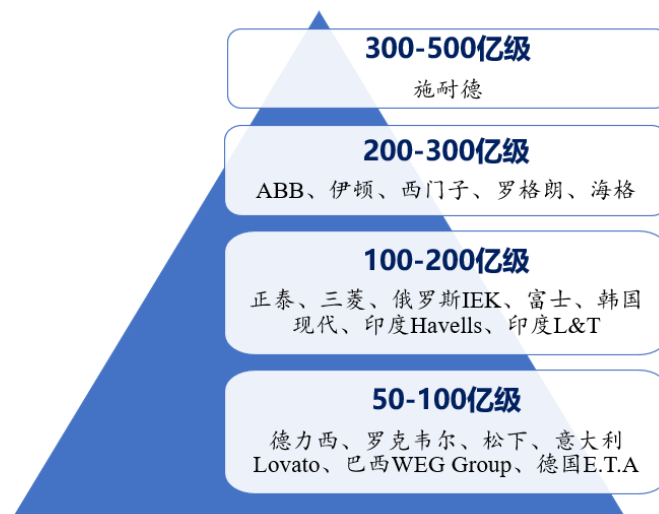 300-500亿级
施耐德
200-300亿级
ABB、伊顿、西门子、罗格朗、海格
100-200亿级
正泰、三菱、俄罗斯IEK、富士、韩国
现代、印度Havells、印度L&T
50-100亿级
德力西、罗克韦尔、松下、意大利
Lovato、巴西WEG Group、德国E.T.A